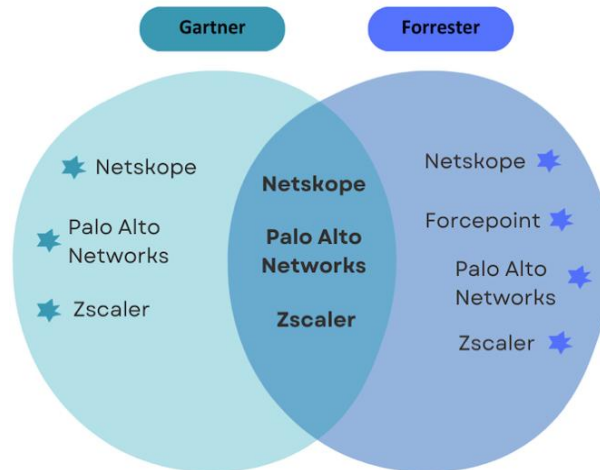 Gartner
Forrester
Netskope
Palo Alto
Networks
Zscaler
Netskope
Palo Alto
Networks
Zscaler
Netskope
Forcepoint
Palo Alto
Networks
Zscaler